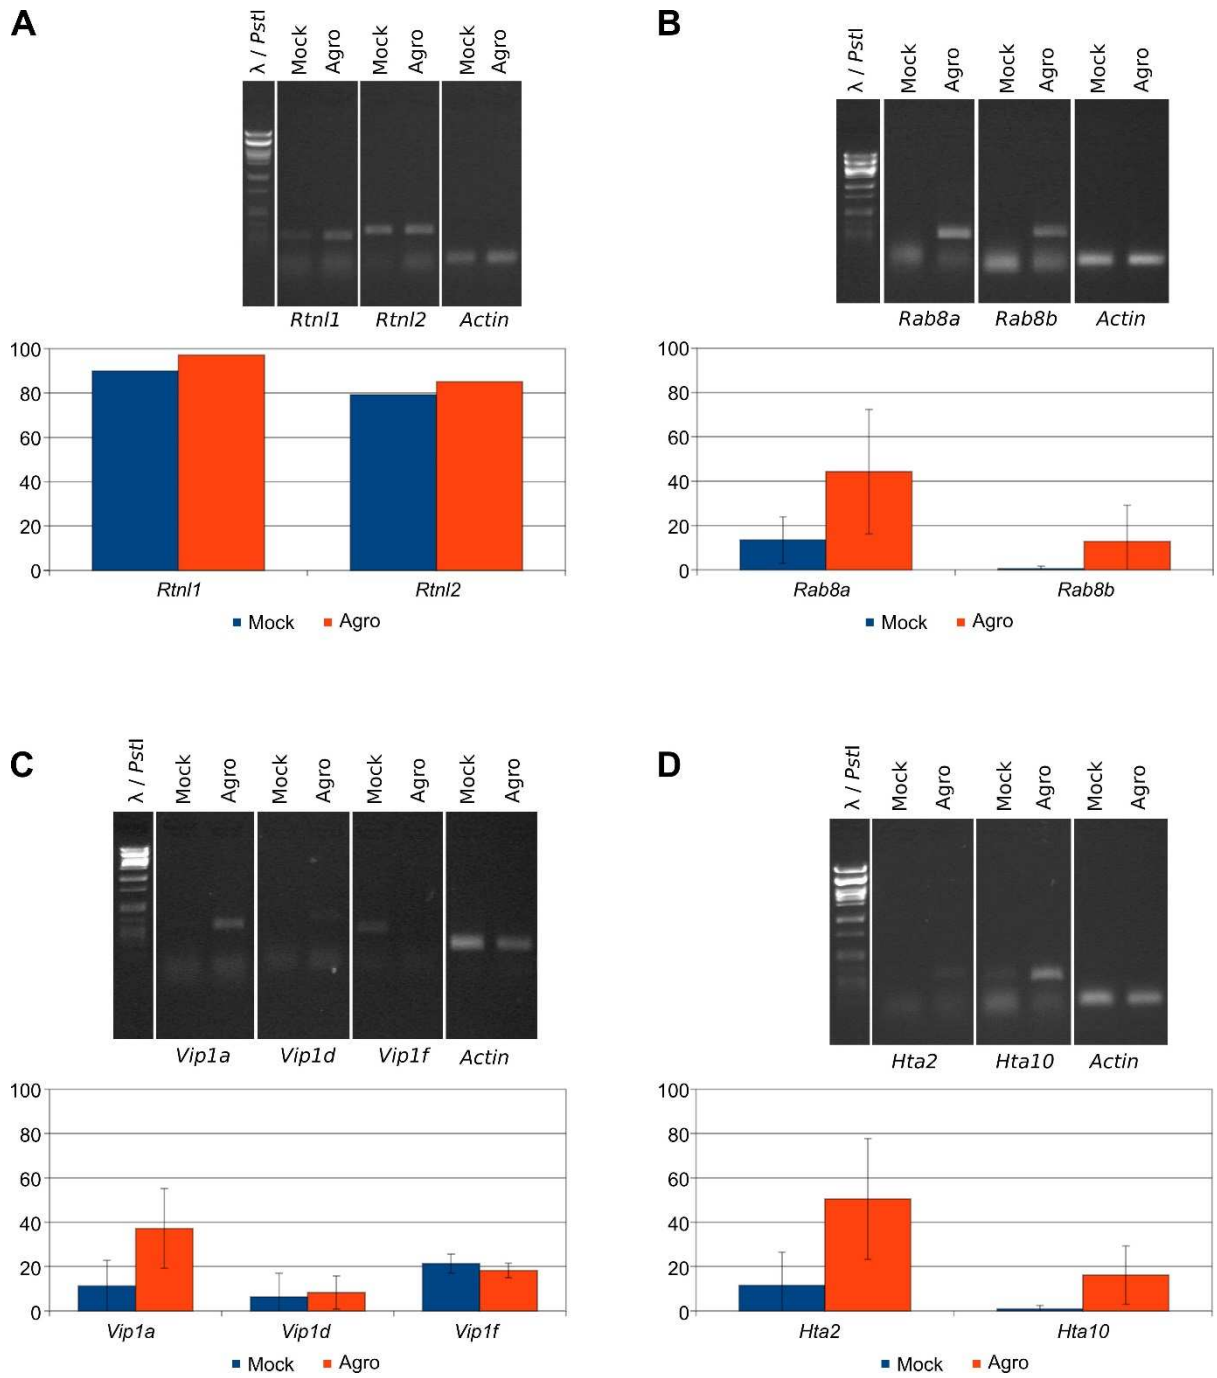 A
λ / PstI
Mock
Agro
Mock
Agro
Mock
Agro
Rtnl1
Rtnl2
Actin
100
80
60
40
20
0
Rtnl1
Rtnl2
Mock
Agro
B
λ / PstI
Mock
Agro
Mock
Agro
Mock
Agro
Rab8a
Rab8b
Actin
100
80
60
40
20
0
Rab8a
Rab8b
Mock
Agro
C
λ / PstI
Mock
Agro
Mock
Agro
Mock
Agro
Mock
Agro
Vip1a
Vip1d
Vip1f
Actin
100
80
60
40
20
0
Vip1a
Vip1d
Vip1f
Mock
Agro
D
λ / PstI
Mock
Agro
Mock
Agro
Mock
Agro
Hta2
Hta10
Actin
100
80
60
40
20
0
Hta2
Hta10
Mock
Agro